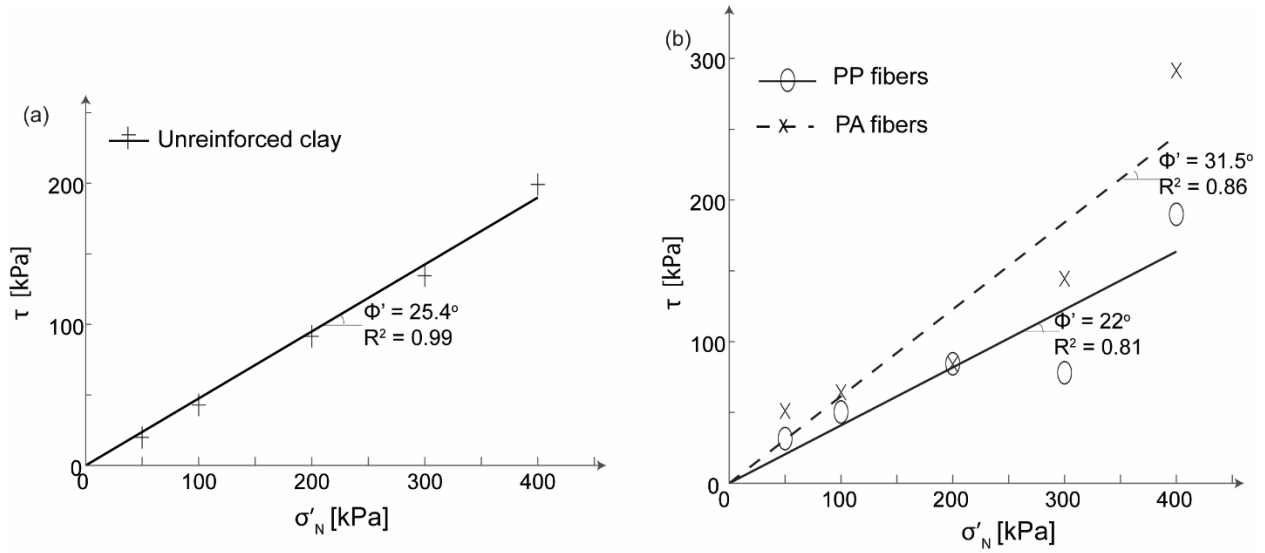 (a)
Unreinforced clay
200
100
0
τ [kPa]
Φ' = 25.4°
R² = 0.99
0 100 200 300 400
σ'N [kPa]
(b)
PP fibers
PA fibers
300
200
100
0
τ [kPa]
Φ' = 31.5°
R² = 0.86
Φ' = 22°
R² = 0.81
0 100 200 300 400
σ'N [kPa]